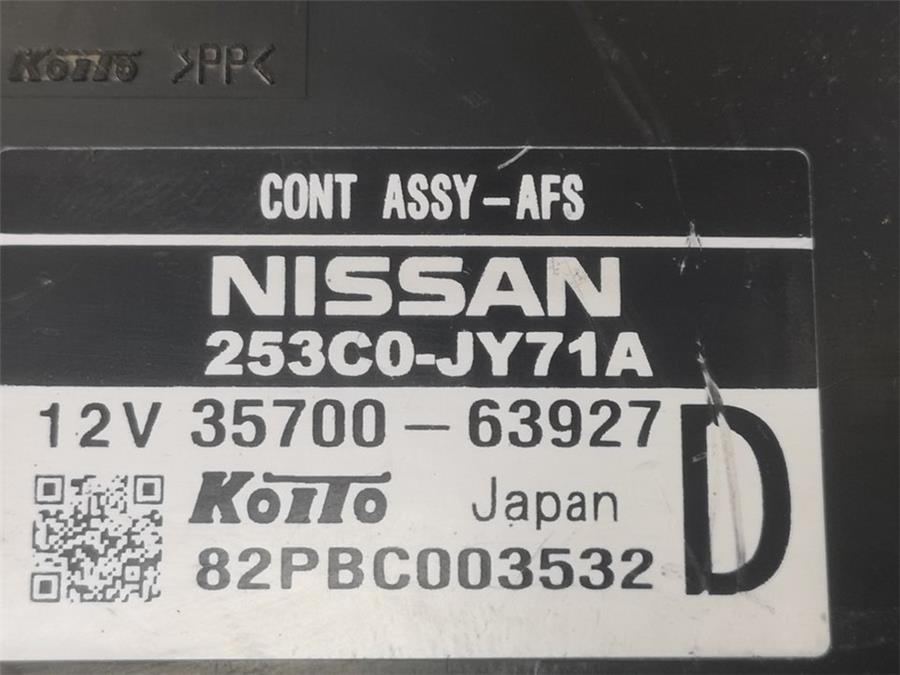 KOITO >PP<
CONT ASSY-AFS
NISSAN
253C0-JY71A
12V 35700-63927
D
KOITO Japan
82PBC003532